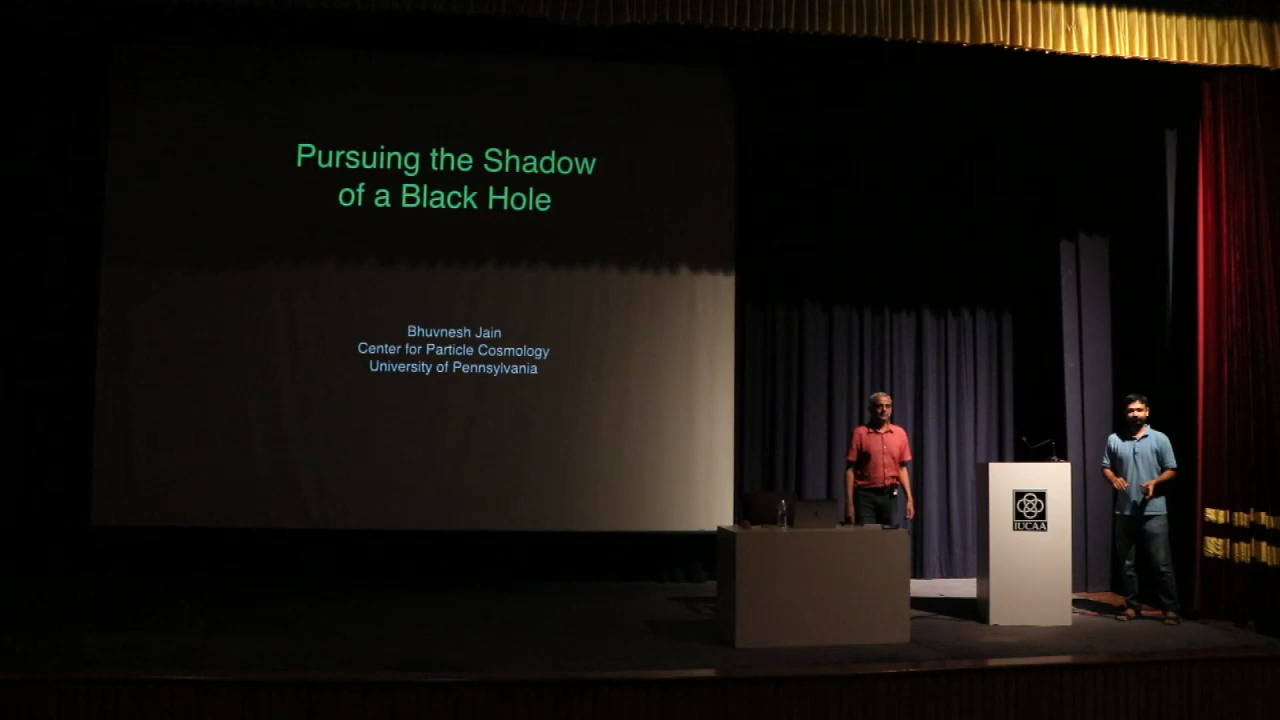 Pursuing the Shadow
of a Black Hole
Bhuvnesh Jain
Center for Particle Cosmology
University of Pennsylvania
IUCAA